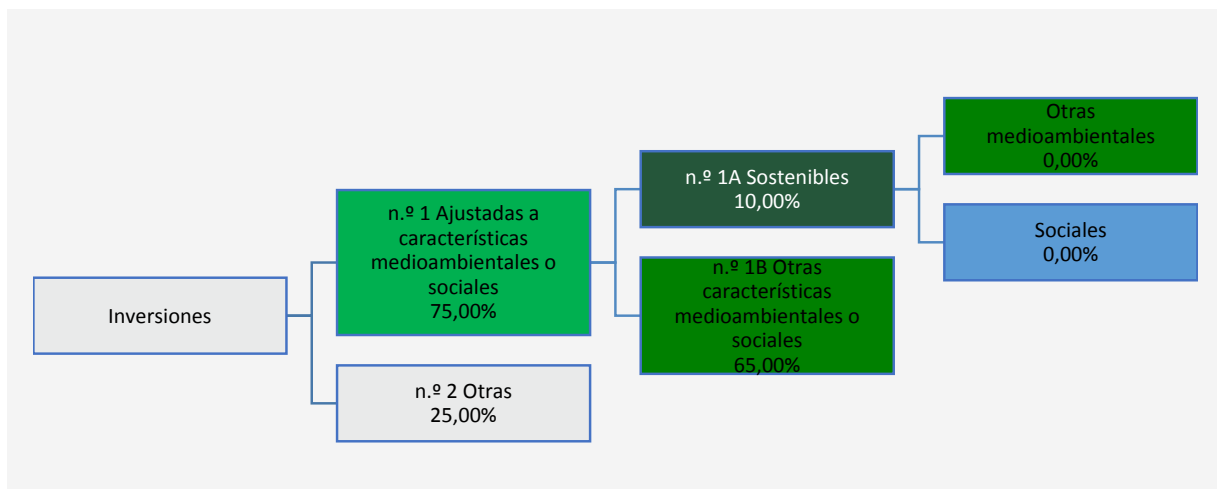 Inversiones
n.º 1 Ajustadas a
características
medioambientales o
sociales
75,00%
n.º 2 Otras
25,00%
n.º 1A Sostenibles
10,00%
n.º 1B Otras
características
medioambientales o
sociales
65,00%
Otras
medioambientales
0,00%
Sociales
0,00%